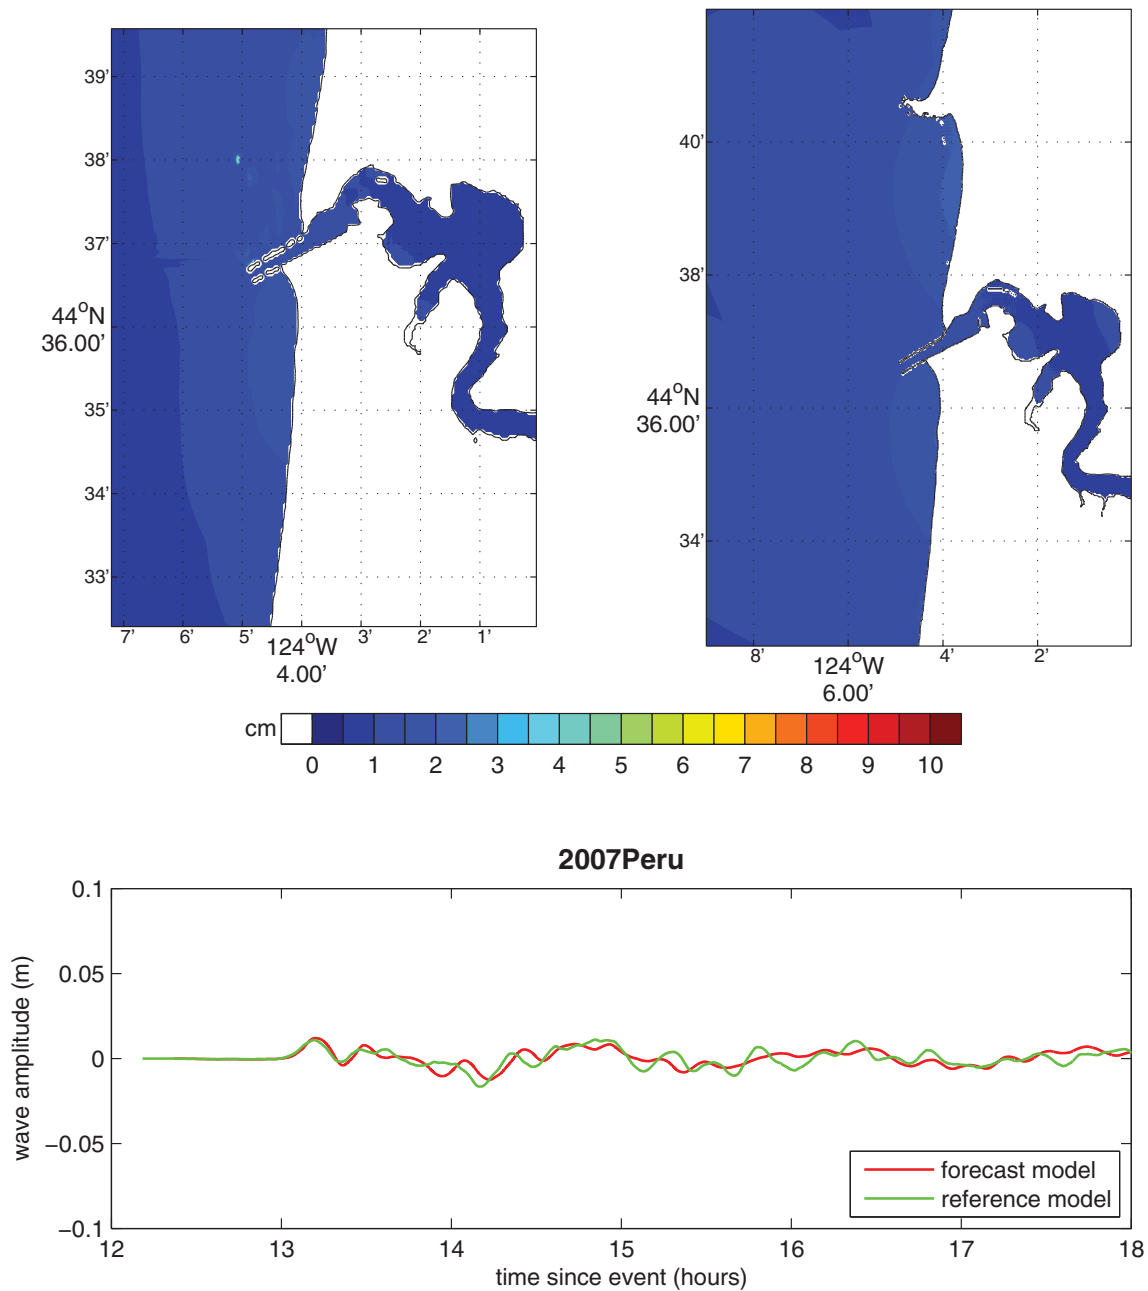 39'
38'
37'
44°N
36.00'
35'
34'
33'
7'
6'
5'
124°W
4.00'
3'
2'
1'
40'
38'
44°N
36.00'
34'
8'
124°W
6.00'
4'
2'
cm
0 1 2 3 4 5 6 7 8 9 10
2007Peru
wave amplitude (m)
0.1
0.05
0
−0.05
−0.1
forecast model
reference model
12 13 14 15 16 17 18
time since event (hours)